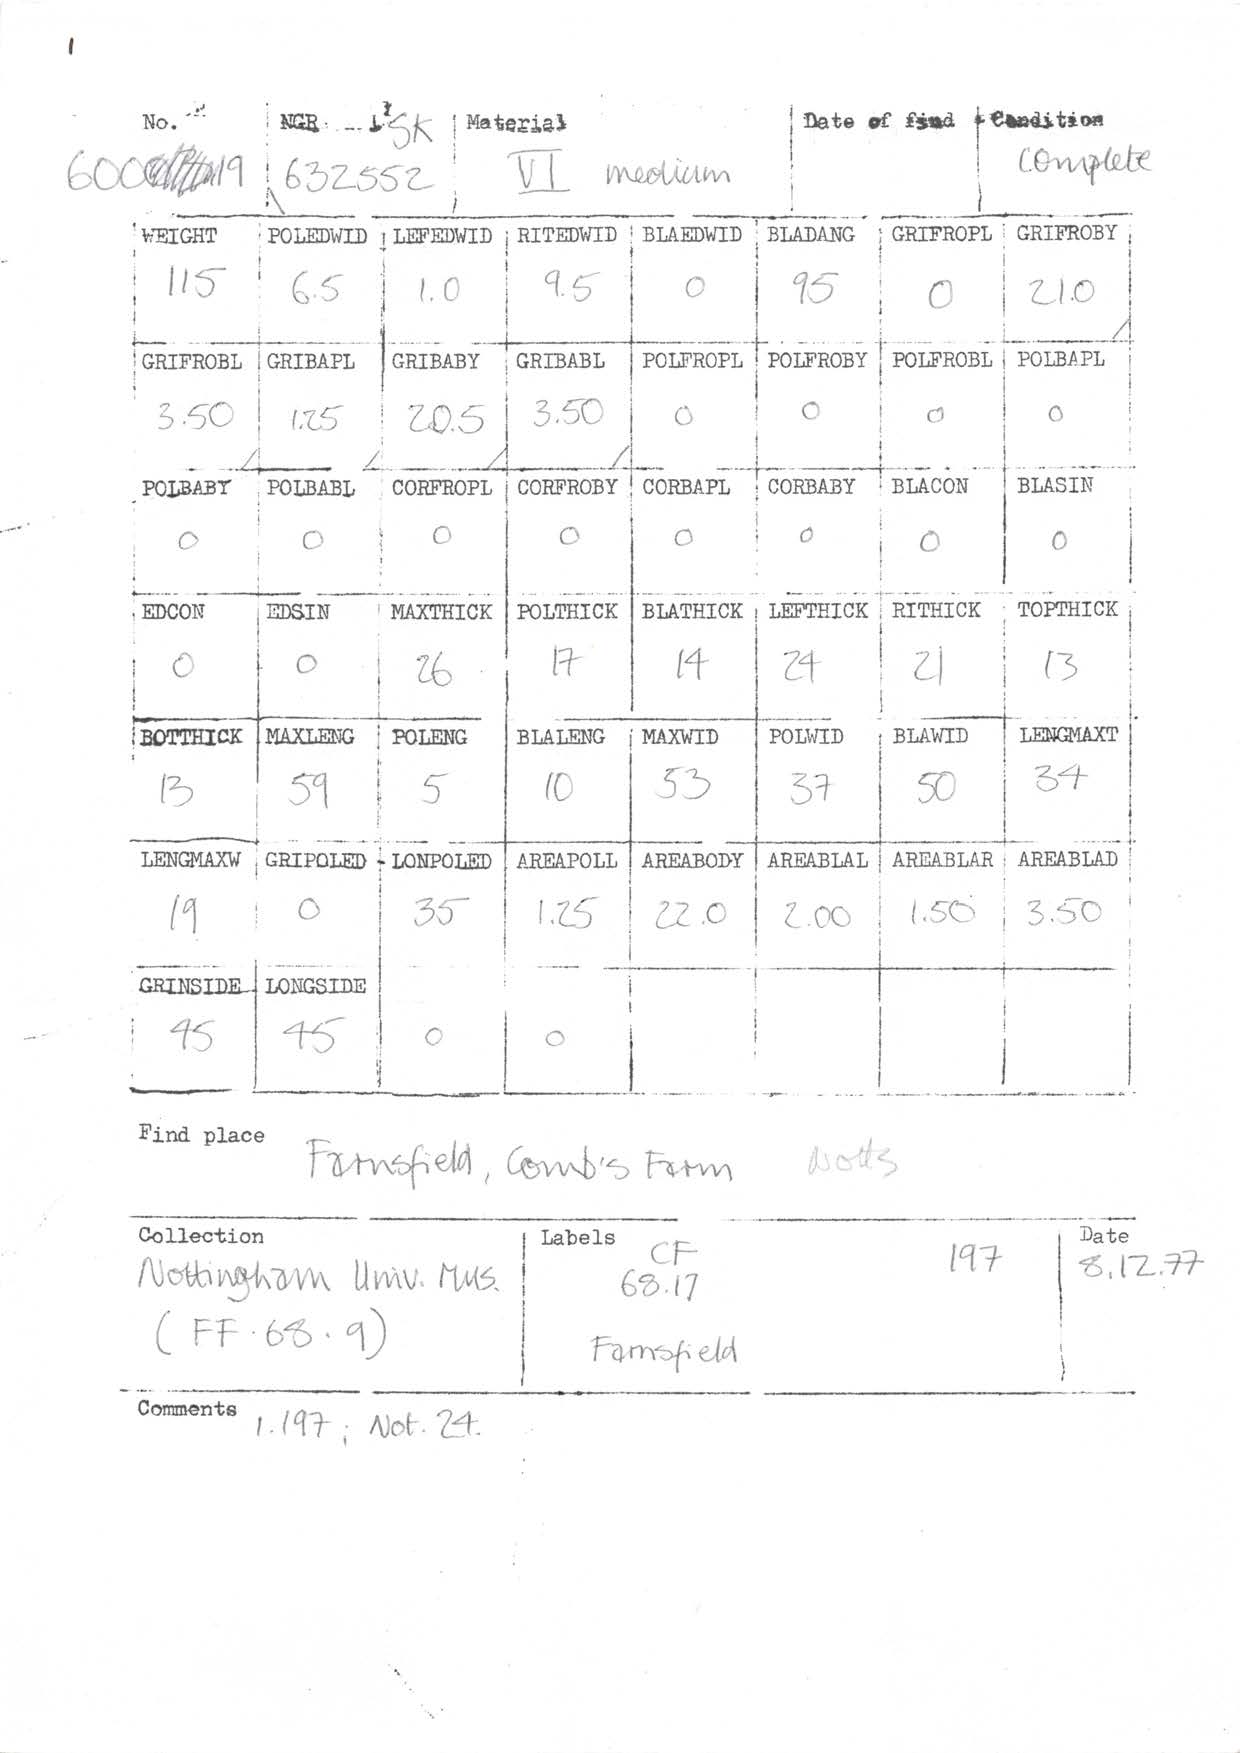 1
No. NGR SK Material Date of find Condition
600 19 632552 VI medium complete
WEIGHT POLEDWID LEFEDWID RITEDWID BLAEDWID BLADANG GRIFROPL GRIFROBY
115 6.5 1.0 9.5 0 95 0 21.0
GRIFROBL GRIBAPL GRIBABY GRIBABL POLFROPL POLFROBY POLFROBL POLBAPL
3.50 1.25 20.5 3.50 0 0 0 0
POLBABY POLBABL CORFROPL CORFROBY CORBAPL CORBABY BLACON BLASIN
0 0 0 0 0 0 0 0
EDCON EDSIN MAXTHICK POLTHICK BLATHICK LEFTHICK RITHICK TOPTHICK
0 0 26 17 14 24 21 13
BOTTHICK MAXLENG POLENG BLALENG MAXWID POLWID BLAWID LENGMAXT
13 59 5 10 53 37 50 34
LENGMAXW GRIPOLED LONPOLED AREAPOLL AREABODY AREABLAL AREABLAR AREABLAD
19 0 35 1.25 22.0 2.00 1.50 3.50
GRINSIDE LONGSIDE
45 45 0 0
Find place Farnsfield, Comb's Farm Notts
Collection Labels CF 197 Date
Nottingham Univ. Mus. 68.17 8.12.77
(FF.68.9) Farnsfield
Comments 1.197; Not. 24.